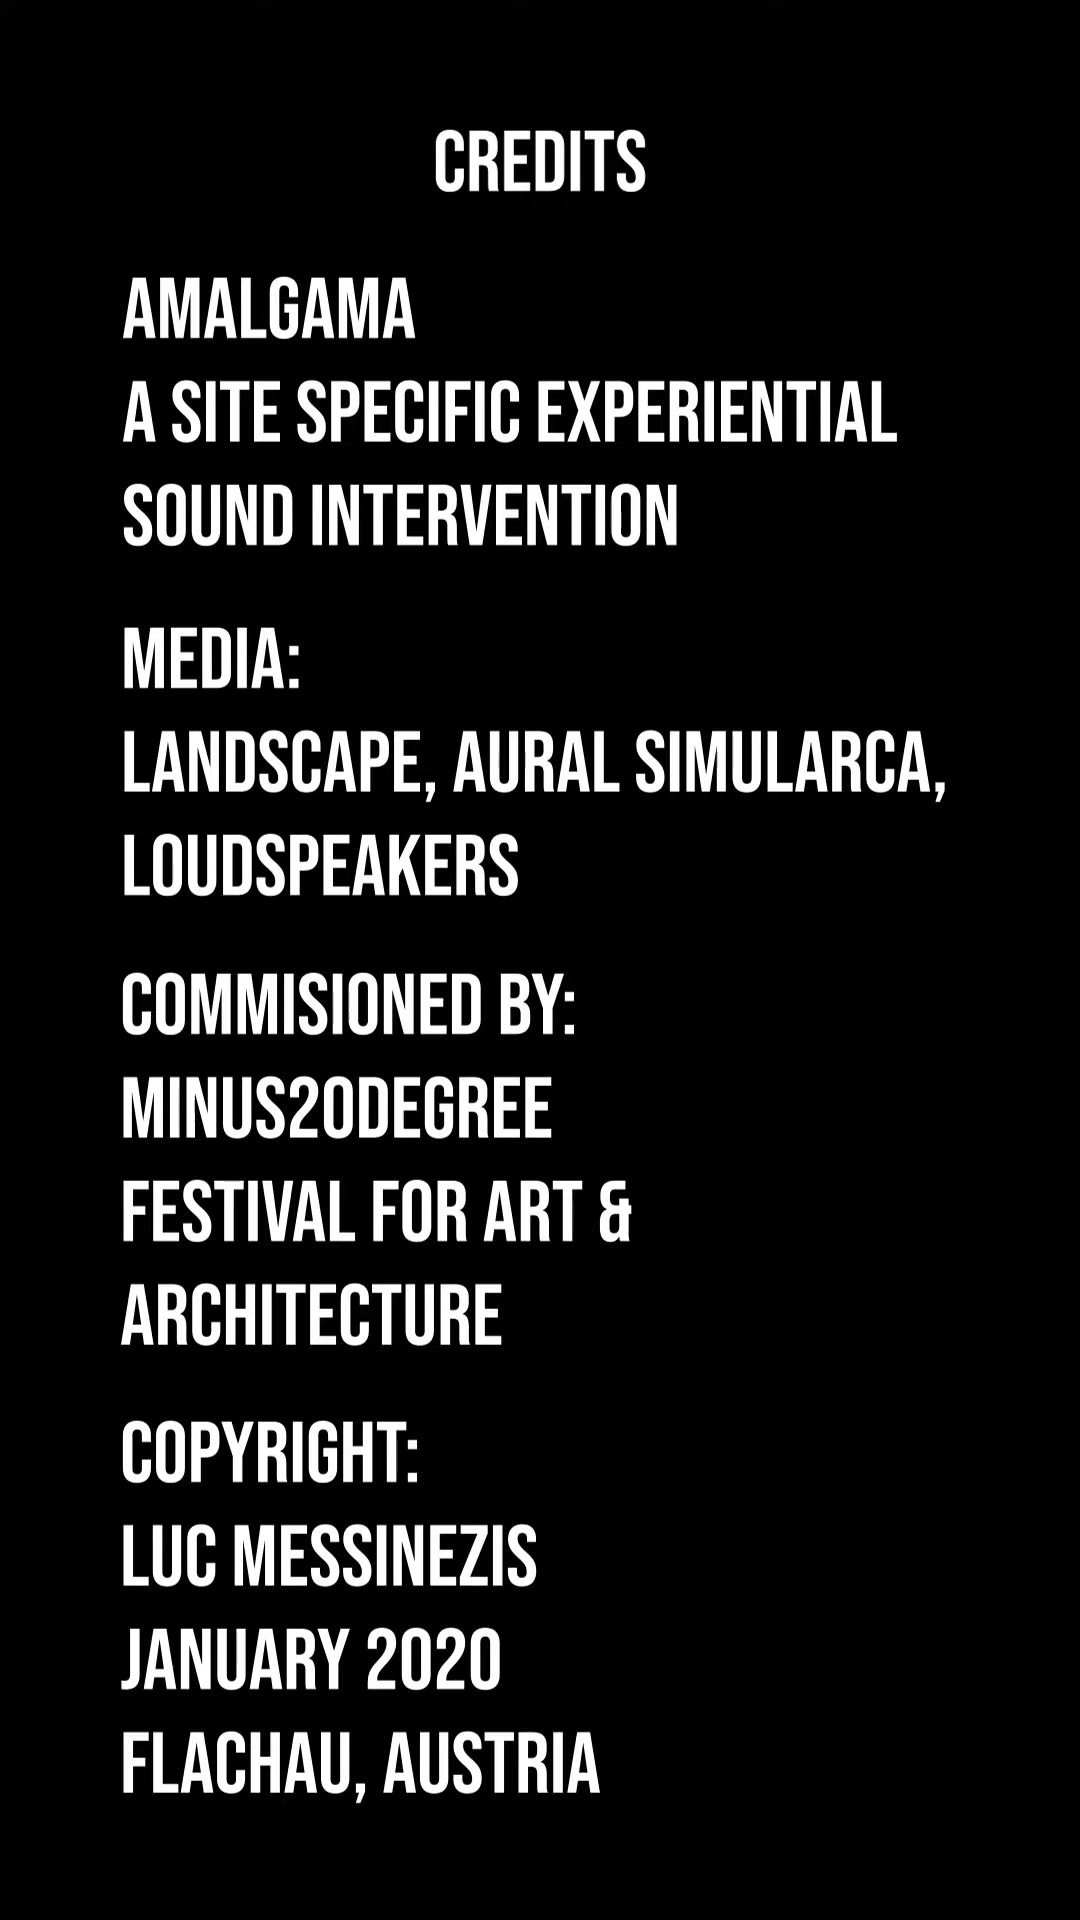 CREDITS
AMALGAMA
A SITE SPECIFIC EXPERIENTIAL
SOUND INTERVENTION
MEDIA:
LANDSCAPE, AURAL SIMULARCA,
LOUDSPEAKERS
COMMISIONED BY:
MINUS20DEGREE
FESTIVAL FOR ART &
ARCHITECTURE
COPYRIGHT:
LUC MESSINEZIS
JANUARY 2020
FLACHAU, AUSTRIA